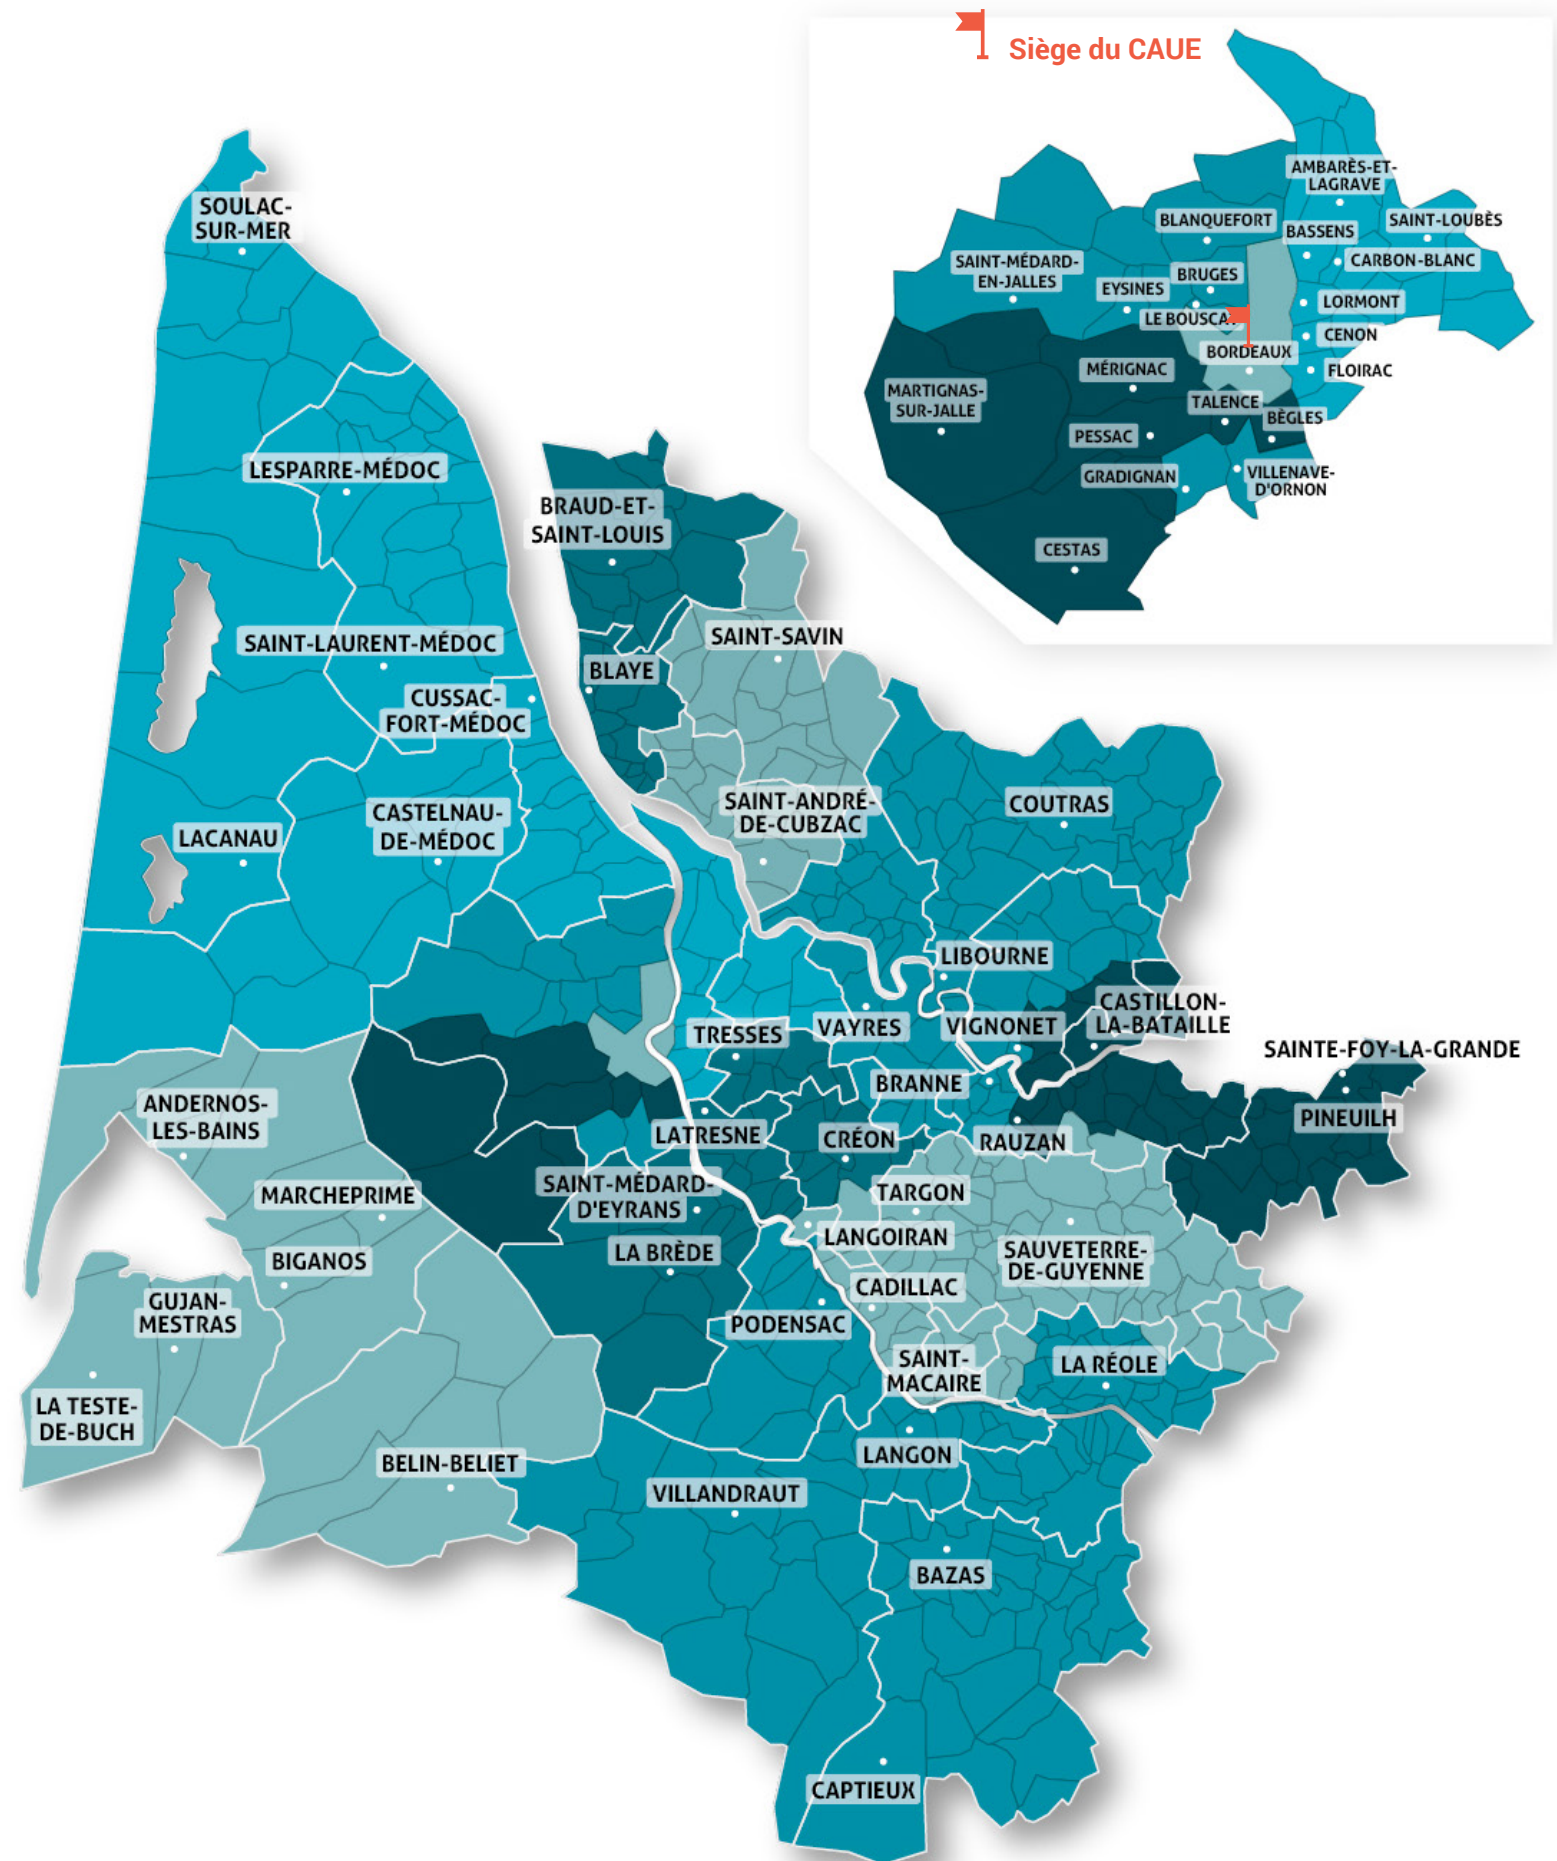 Siège du CAUE
AMBARÈS-ET-
LAGRAVE
BLANQUEFORT
SAINT-LOUBÈS
BASSENS
SAINT-MÉDARD-
EN-JALLES
CARBON-BLANC
BRUGES
EYSINES
LORMONT
LE BOUSCAT
CENON
BORDEAUX
MÉRIGNAC
FLOIRAC
MARTIGNAS-
SUR-JALLE
TALENCE
BÈGLES
PESSAC
GRADIGNAN
VILLENAVE-
D'ORNON
CESTAS
SOULAC-
SUR-MER
LESPARRE-MÉDOC
BRAUD-ET-
SAINT-LOUIS
SAINT-LAURENT-MÉDOC
SAINT-SAVIN
BLAYE
CUSSAC-
FORT-MÉDOC
CASTELNAU-
DE-MÉDOC
SAINT-ANDRÉ-
DE-CUBZAC
COUTRAS
LACANAU
LIBOURNE
CASTILLON-
LA-BATAILLE
TRESSES
VAYRES
VIGNONET
SAINTE-FOY-LA-GRANDE
BRANNE
ANDERNOS-
LES-BAINS
PINEUILH
LATRESNE
CRÉON
RAUZAN
SAINT-MÉDARD-
D'EYRANS
MARCHEPRIME
TARGON
LANGOIRAN
LA BRÈDE
BIGANOS
SAUVETERRE-
DE-GUYENNE
CADILLAC
GUJAN-
MESTRAS
PODENSAC
SAINT-
MACAIRE
LA RÉOLE
LA TESTE-
DE-BUCH
LANGON
BELIN-BELIET
VILLANDRAUT
BAZAS
CAPTIEUX